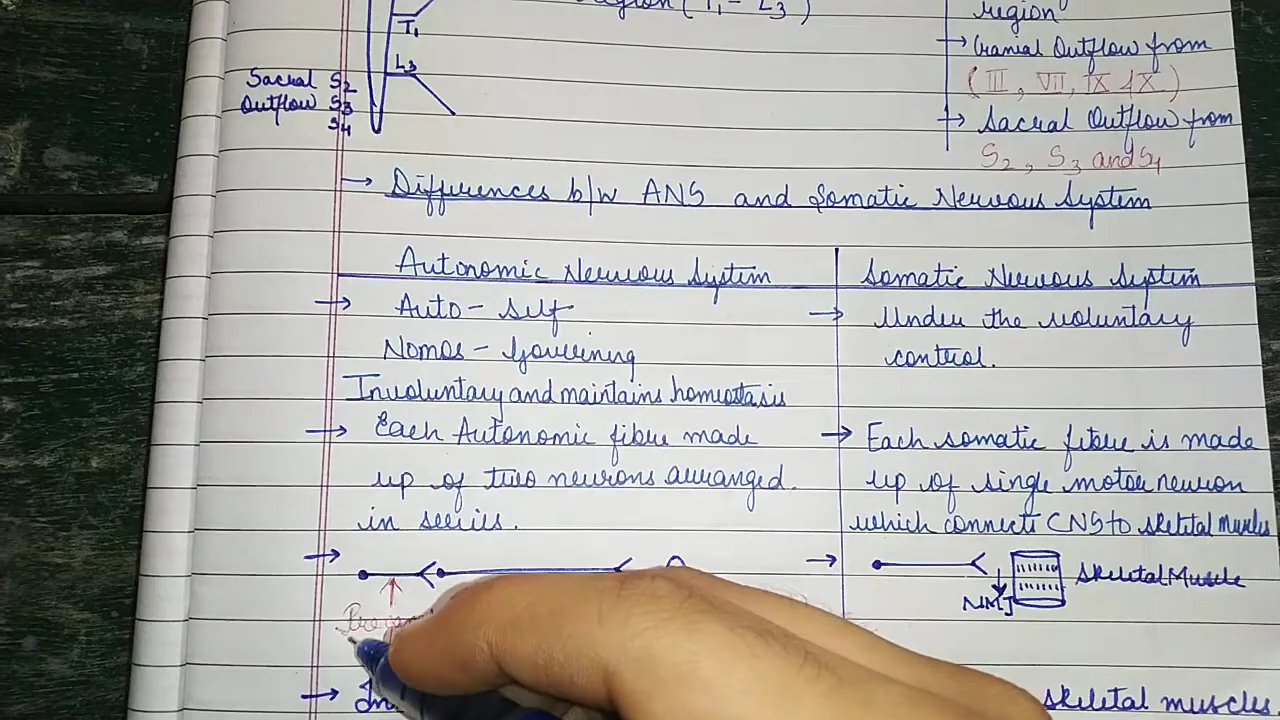 region (T1 - L3)
region
T1
→ Cranial Outflow from
L3
(III, VII, IX & X)
Sacral S2
Outflow S3
S4
→ Sacral Outflow from
S2, S3 and S4
→ Differences b/w ANS and Somatic Nervous System
Autonomic Nervous System
Somatic Nervous System
→ Auto - Self
→ Under the voluntary
Nomos - Governing
control.
Involuntary and maintains homeostasis
→ Each Autonomic fibre made
→ Each somatic fibre is made
up of two neurons arranged
up of single motor neuron
in series.
which connects CNS to skeletal muscles
→
→
Skeletal Muscle
NMJ
→
skeletal muscles.